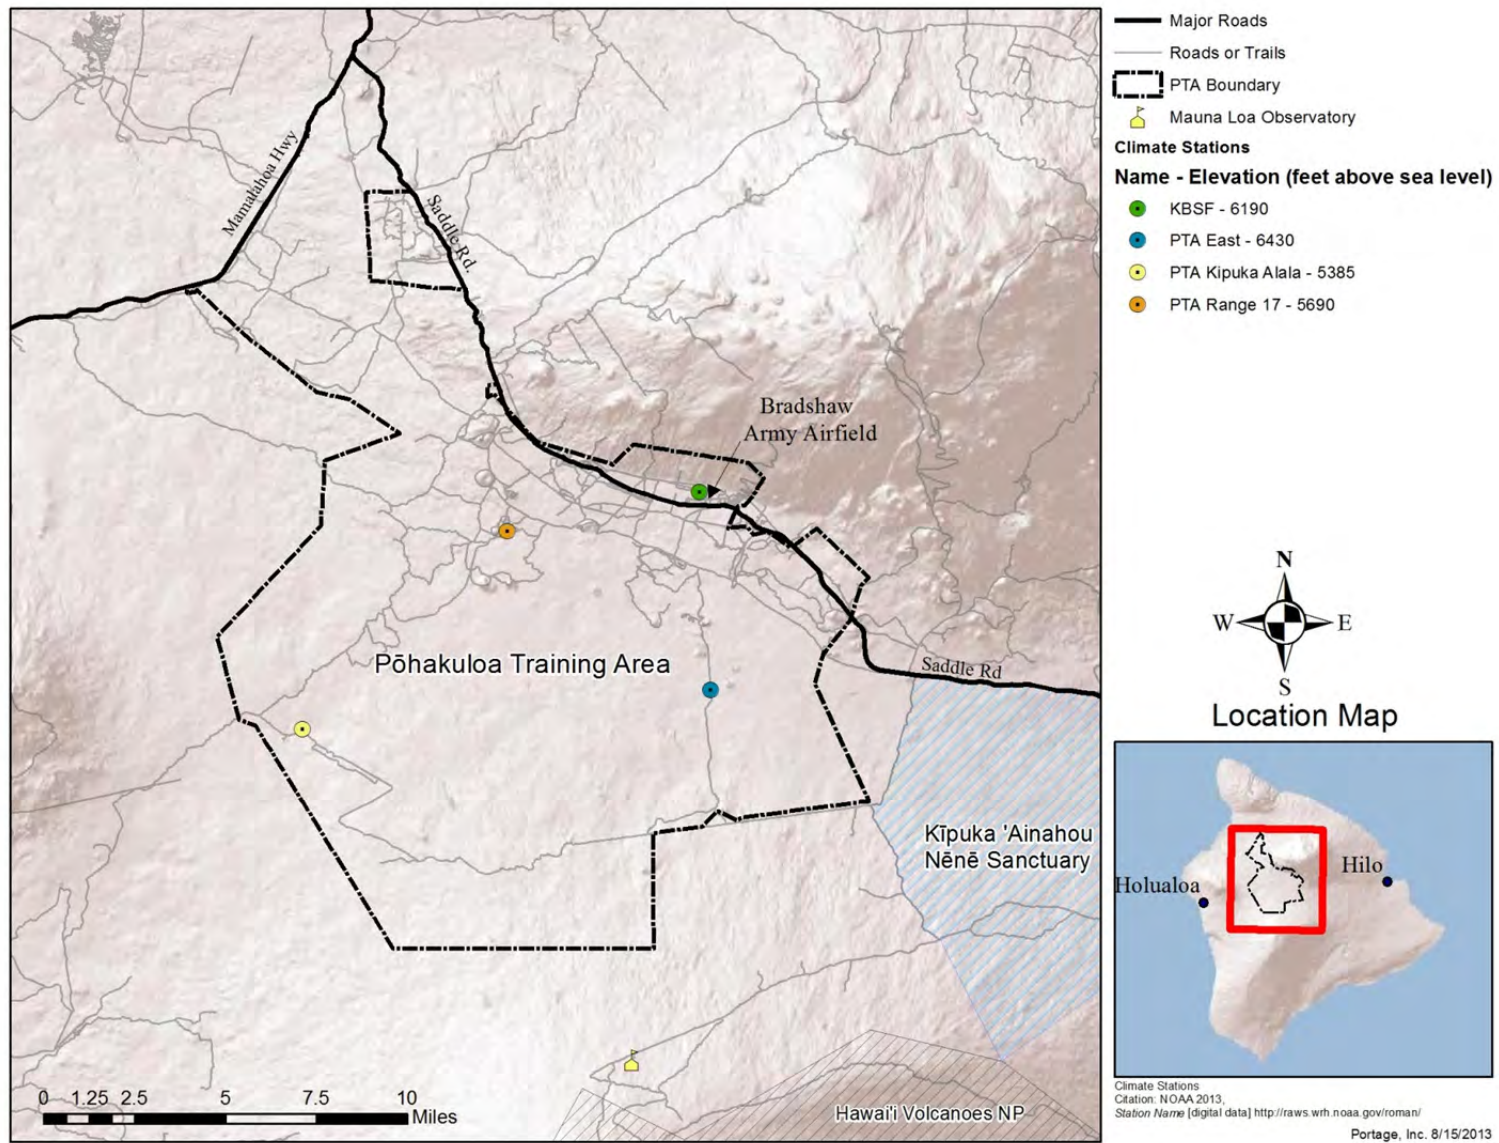 Major Roads
Roads or Trails
PTA Boundary
Mauna Loa Observatory
Climate Stations
Name - Elevation (feet above sea level)
KBSF - 6190
PTA East - 6430
PTA Kipuka Alala - 5385
PTA Range 17 - 5690
Mamalahoa Hwy
Saddle Rd.
Bradshaw
Army Airfield
Pōhakuloa Training Area
Saddle Rd
Kīpuka 'Ainahou
Nēnē Sanctuary
Hawai'i Volcanoes NP
0 1.25 2.5 5 7.5 10
Miles
N
W E
S
Location Map
Hilo
Holualoa
Climate Stations
Citation: NOAA 2013,
Station Name [digital data] http://raws.wrh.noaa.gov/roman/
Portage, Inc. 8/15/2013